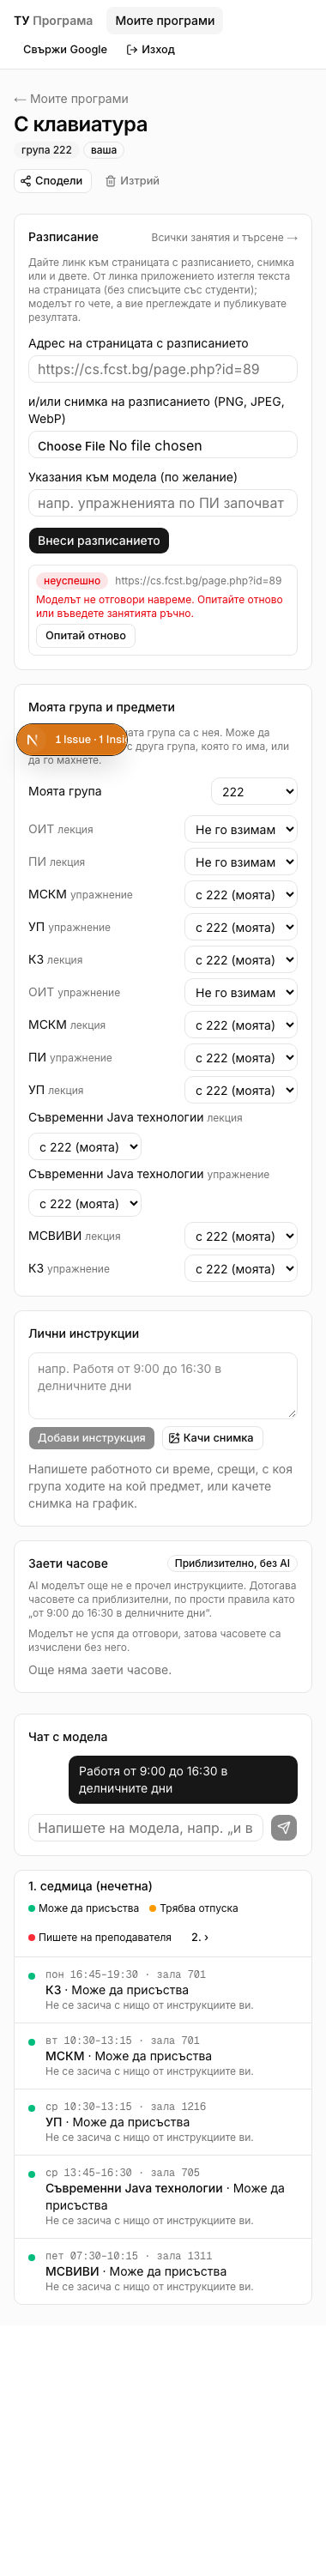 ТУ Програма
Моите програми
Свържи Google
Изход
← Моите програми
С клавиатура
група 222
ваша
Сподели
Изтрий
Разписание
Всички занятия и търсене →
Дайте линк към страницата с разписанието, снимка
или и двете. От линка приложението изтегля текста
на страницата (без списъците със студенти);
моделът го чете, а вие преглеждате и публикувате
резултата.
Адрес на страницата с разписанието
https://cs.fcst.bg/page.php?id=89
и/или снимка на разписанието (PNG, JPEG,
WebP)
Choose File No file chosen
Указания към модела (по желание)
напр. упражненията по ПИ започват
Внеси разписанието
неуспешно
https://cs.fcst.bg/page.php?id=89
Моделът не отговори навреме. Опитайте отново
или въведете занятията ръчно.
Опитай отново
Моята група и предмети
1 Issue · 1 Insi
ата група са с нея. Може да
с друга група, която го има, или
да го махнете.
Моята група
222
ОИТ лекция
Не го взимам
ПИ лекция
Не го взимам
МСКМ упражнение
с 222 (моята)
УП упражнение
с 222 (моята)
КЗ лекция
с 222 (моята)
ОИТ упражнение
Не го взимам
МСКМ лекция
с 222 (моята)
ПИ упражнение
с 222 (моята)
УП лекция
с 222 (моята)
Съвременни Java технологии лекция
с 222 (моята)
Съвременни Java технологии упражнение
с 222 (моята)
МСВИВИ лекция
с 222 (моята)
КЗ упражнение
с 222 (моята)
Лични инструкции
напр. Работя от 9:00 до 16:30 в
делничните дни
Добави инструкция
Качи снимка
Напишете работното си време, срещи, с коя
група ходите на кой предмет, или качете
снимка на график.
Заети часове
Приблизително, без AI
AI моделът още не е прочел инструкциите. Дотогава
часовете са приблизителни, по прости правила като
„от 9:00 до 16:30 в делничните дни“.
Моделът не успя да отговори, затова часовете са
изчислени без него.
Още няма заети часове.
Чат с модела
Работя от 9:00 до 16:30 в
делничните дни
Напишете на модела, напр. „и в
1. седмица (нечетна)
Може да присъства
Трябва отпуска
Пишете на преподавателя
2. ›
пон 16:45–19:30 · зала 701
КЗ · Може да присъства
Не се засича с нищо от инструкциите ви.
вт 10:30–13:15 · зала 701
МСКМ · Може да присъства
Не се засича с нищо от инструкциите ви.
ср 10:30–13:15 · зала 1216
УП · Може да присъства
Не се засича с нищо от инструкциите ви.
ср 13:45–16:30 · зала 705
Съвременни Java технологии · Може да
присъства
Не се засича с нищо от инструкциите ви.
пет 07:30–10:15 · зала 1311
МСВИВИ · Може да присъства
Не се засича с нищо от инструкциите ви.